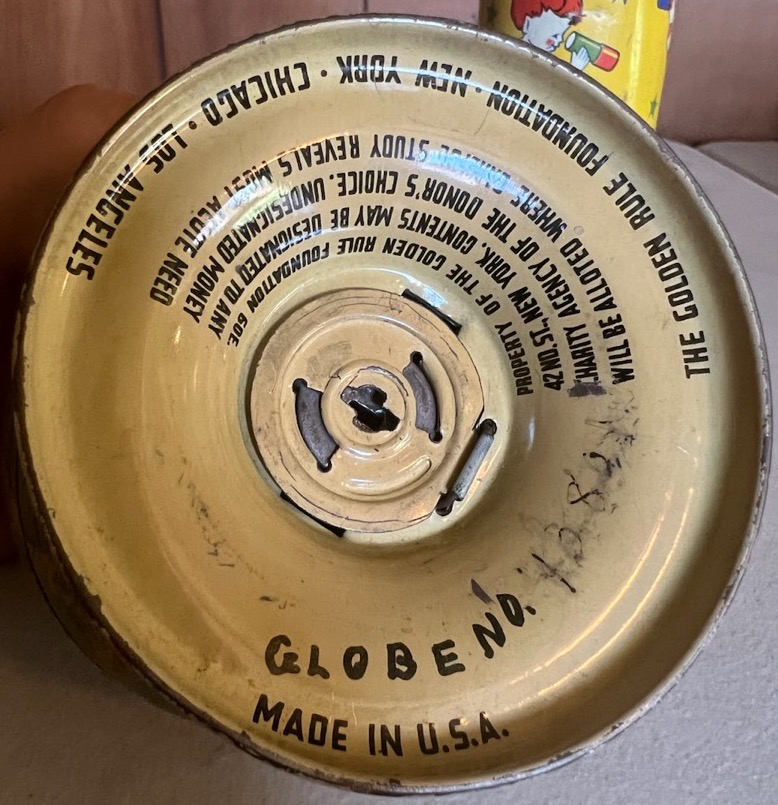 THE GOLDEN RULE FOUNDATION · NEW YORK · CHICAGO · LOS ANGELES
PROPERTY OF THE GOLDEN RULE FOUNDATION 60E.
42 NO. ST., NEW YORK. CONTENTS MAY BE DESIGNATED TO ANY
CHARITY AGENCY OF THE DONOR'S CHOICE. UNDESIGNATED MONEY
WILL BE ALLOTED WHERE STUDY REVEALS MOST ACUTE NEED
GLOBE NO.
MADE IN U.S.A.